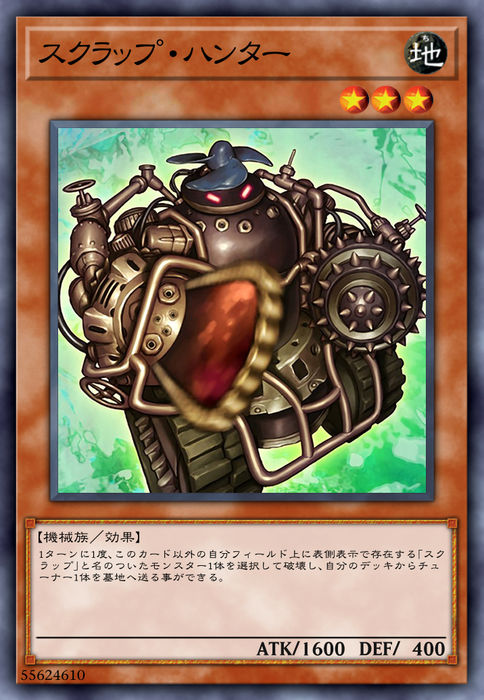 スクラップ・ハンター
ち
地
【機械族／効果】
1ターンに1度、このカード以外の自分フィールド上に表側表示で存在する「スク
ラップ」と名のついたモンスター1体を選択して破壊し、自分のデッキからチュ
ーナー1体を墓地へ送る事ができる。
ATK/1600 DEF/ 400
55624610